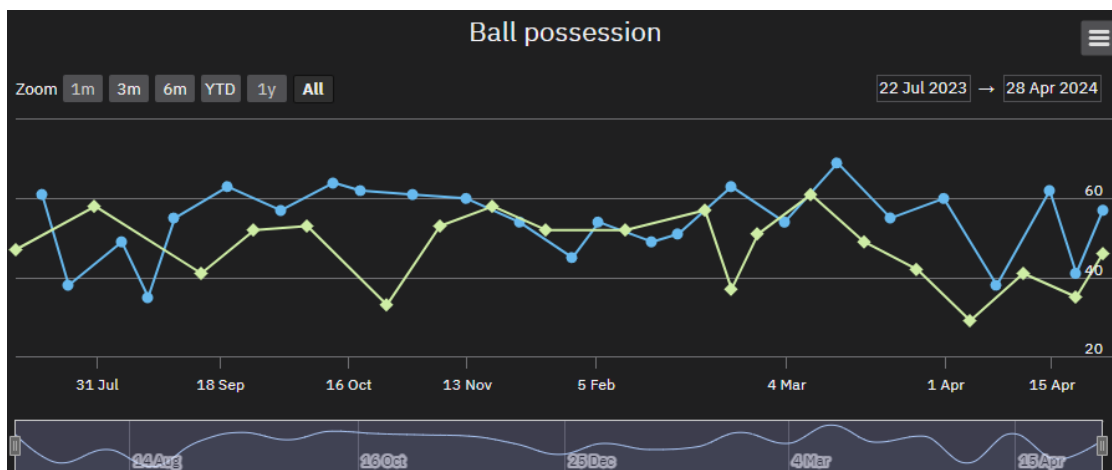 Ball possession
Zoom 1m 3m 6m YTD 1y All 22 Jul 2023 → 28 Apr 2024
60
40
20
31 Jul 18 Sep 16 Oct 13 Nov 5 Feb 4 Mar 1 Apr 15 Apr
14 Aug 16 Oct 25 Dec 4 Mar 15 Apr